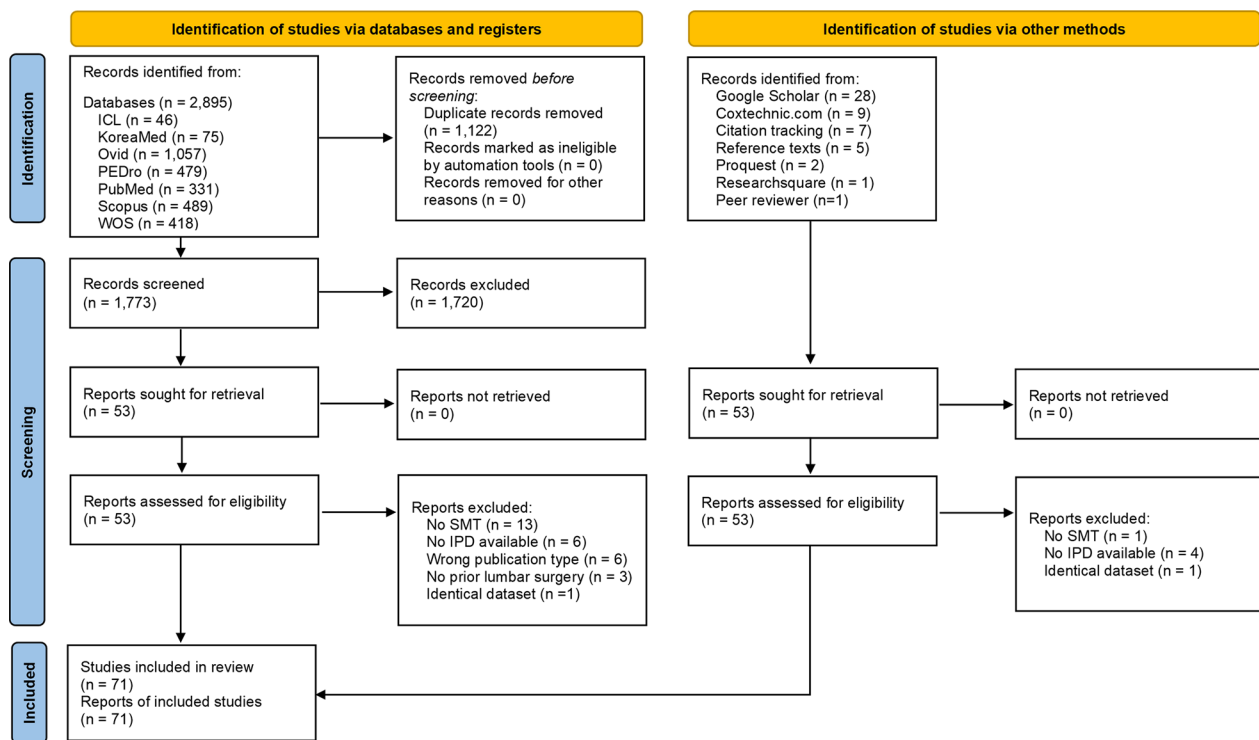 Identification of studies via databases and registers
Identification of studies via other methods
Identification
Records identified from:
Databases (n = 2,895)
ICL (n = 46)
KoreaMed (n = 75)
Ovid (n = 1,057)
PEDro (n = 479)
PubMed (n = 331)
Scopus (n = 489)
WOS (n = 418)
Records removed before
screening:
Duplicate records removed
(n = 1,122)
Records marked as ineligible
by automation tools (n = 0)
Records removed for other
reasons (n = 0)
Records identified from:
Google Scholar (n = 28)
Coxtechnic.com (n = 9)
Citation tracking (n = 7)
Reference texts (n = 5)
Proquest (n = 2)
Researchsquare (n = 1)
Peer reviewer (n=1)
Screening
Records screened
(n = 1,773)
Records excluded
(n = 1,720)
Reports sought for retrieval
(n = 53)
Reports not retrieved
(n = 0)
Reports sought for retrieval
(n = 53)
Reports not retrieved
(n = 0)
Reports assessed for eligibility
(n = 53)
Reports excluded:
No SMT (n = 13)
No IPD available (n = 6)
Wrong publication type (n = 6)
No prior lumbar surgery (n = 3)
Identical dataset (n =1)
Reports assessed for eligibility
(n = 53)
Reports excluded:
No SMT (n = 1)
No IPD available (n = 4)
Identical dataset (n = 1)
Included
Studies included in review
(n = 71)
Reports of included studies
(n = 71)